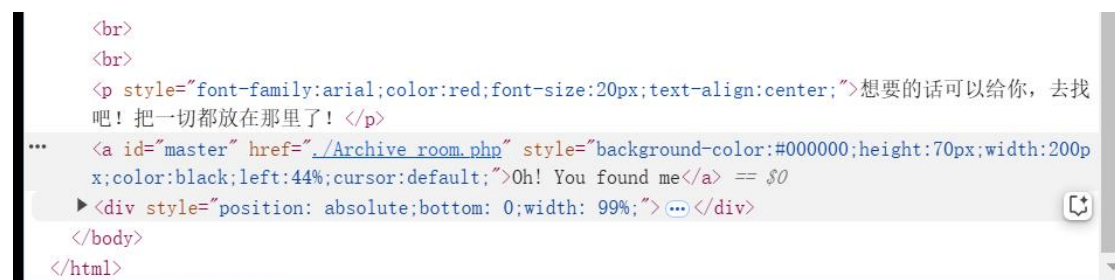 <br>
<br>
<p style="font-family:arial;color:red;font-size:20px;text-align:center;">想要的话可以给你，去找
吧！把一切都放在那里了！</p>
••• <a id="master" href="./Archive_room.php" style="background-color:#000000;height:70px;width:200p
x;color:black;left:44%;cursor:default;">Oh! You found me</a> == $0
▶<div style="position: absolute;bottom: 0;width: 99%;">•••</div>
</body>
</html>